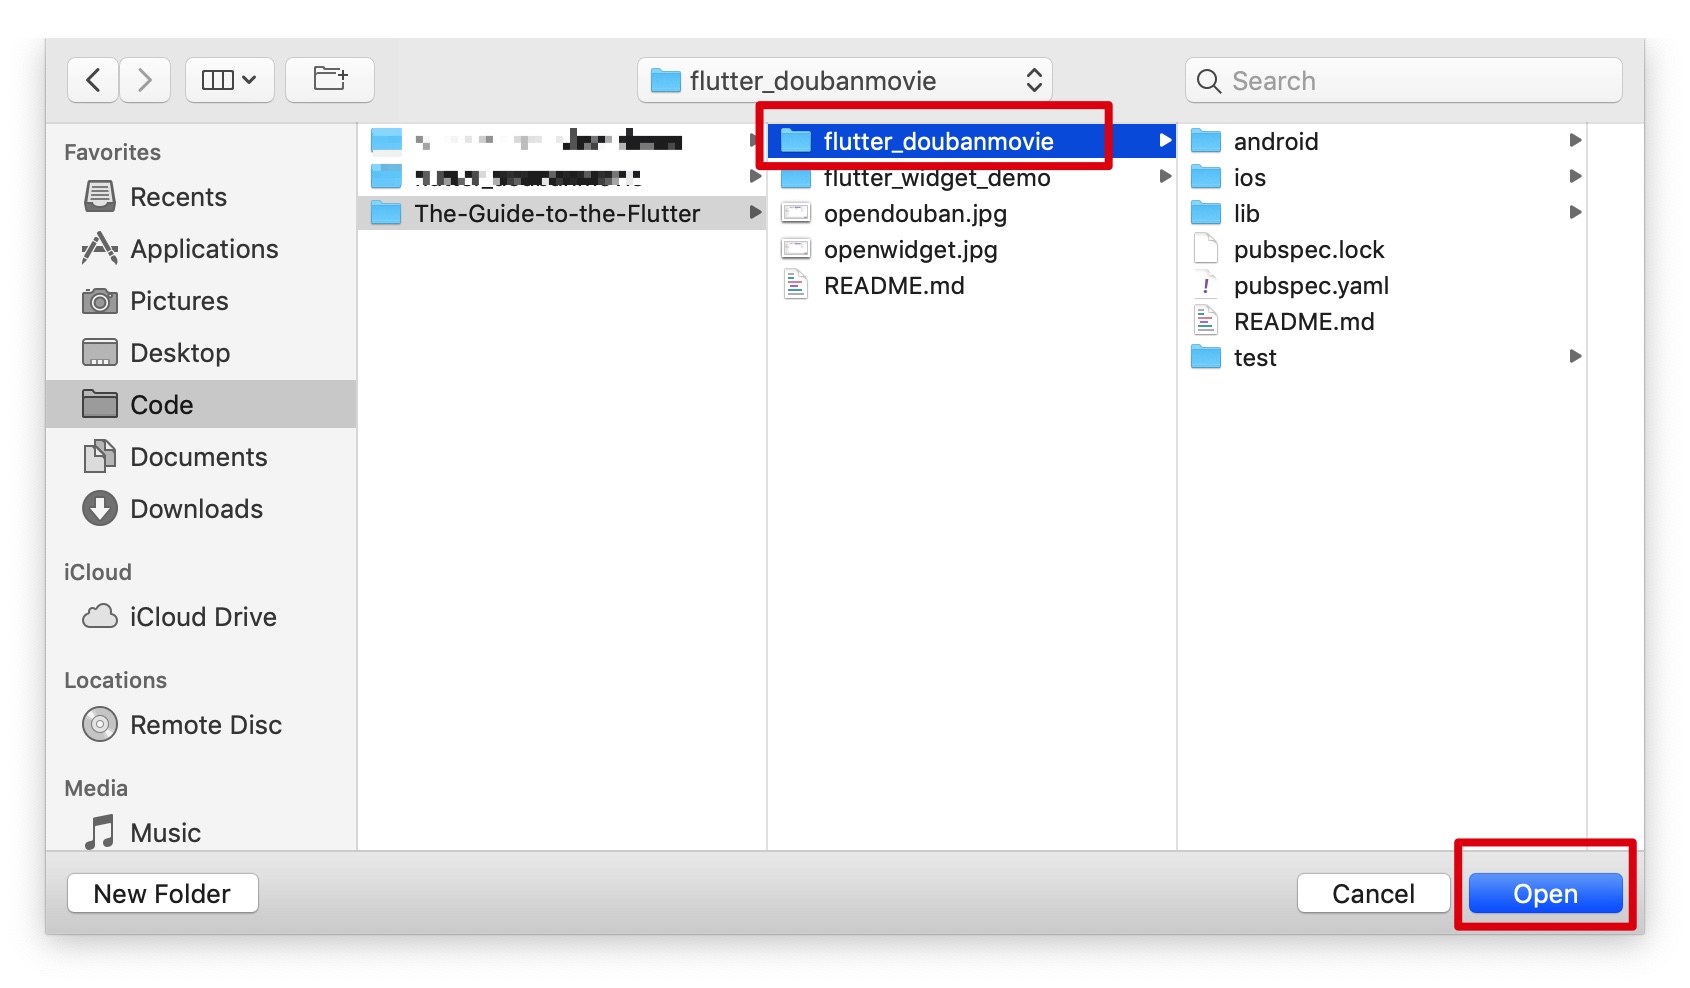 flutter_doubanmovie
Search
Favorites
Recents
Applications
Pictures
Desktop
Code
Documents
Downloads
iCloud
iCloud Drive
Locations
Remote Disc
Media
Music
The-Guide-to-the-Flutter
flutter_doubanmovie
flutter_widget_demo
opendouban.jpg
openwidget.jpg
README.md
android
ios
lib
pubspec.lock
pubspec.yaml
README.md
test
New Folder
Cancel
Open